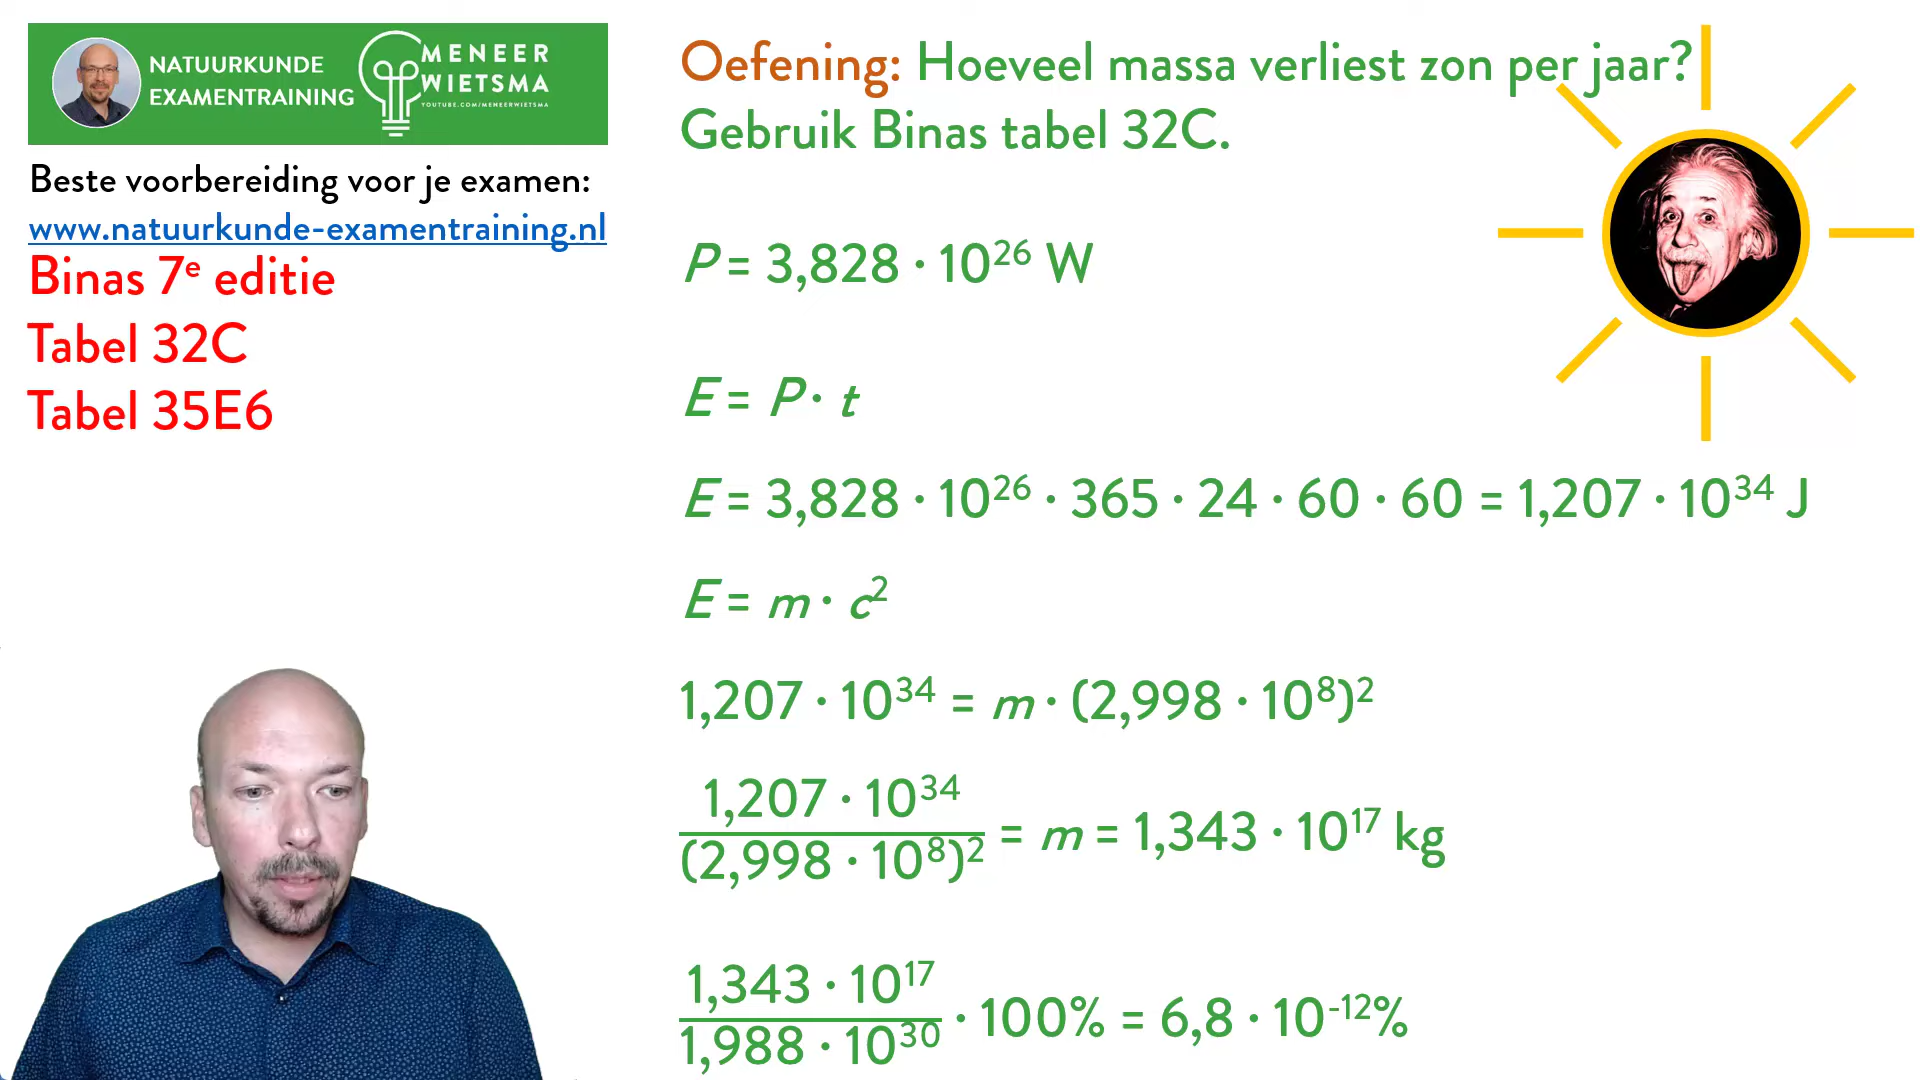 NATUURKUNDE
EXAMENTRAINING
MENEER
WIETSMA
YOUTUBE.COM/MENEERWIETSMA
Beste voorbereiding voor je examen:
www.natuurkunde-examentraining.nl
Binas 7ᵉ editie
Tabel 32C
Tabel 35E6
Oefening: Hoeveel massa verliest zon per jaar?
Gebruik Binas tabel 32C.
P = 3,828 · 10²⁶ W
E = P · t
E = 3,828 · 10²⁶ · 365 · 24 · 60 · 60 = 1,207 · 10³⁴ J
E = m · c²
1,207 · 10³⁴ = m · (2,998 · 10⁸)²
1,207 · 10³⁴
(2,998 · 10⁸)² = m = 1,343 · 10¹⁷ kg
1,343 · 10¹⁷
1,988 · 10³⁰ · 100% = 6,8 · 10⁻¹²%